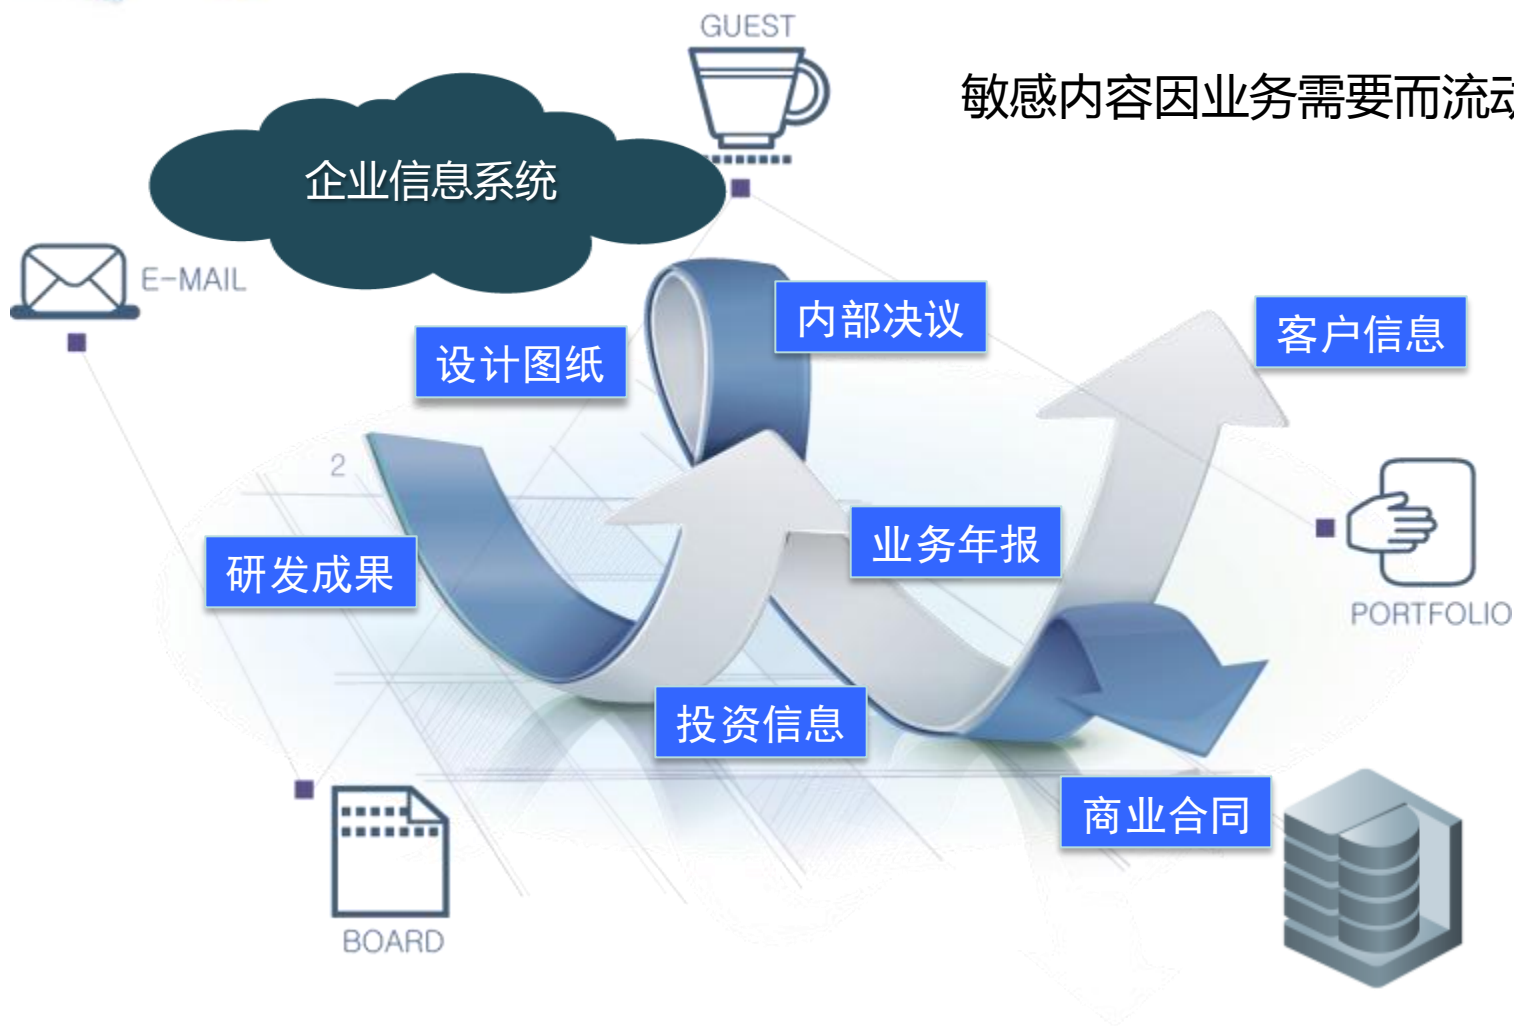 GUEST
敏感内容因业务需要而流动
企业信息系统
E-MAIL
内部决议
客户信息
设计图纸
2
业务年报
研发成果
PORTFOLIO
投资信息
商业合同
BOARD